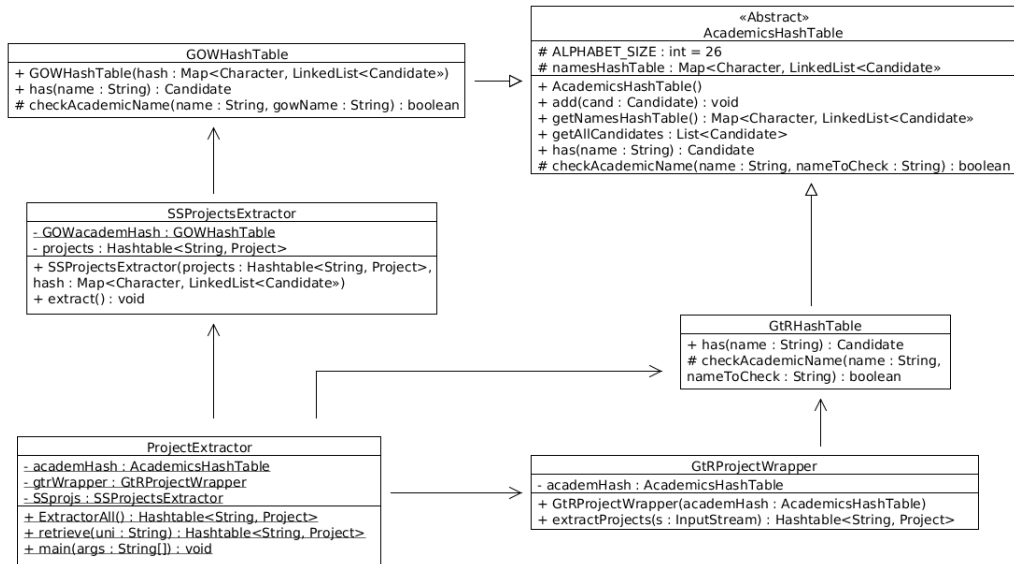 «Abstract»
AcademicsHashTable
# ALPHABET_SIZE : int = 26
# namesHashTable : Map<Character, LinkedList<Candidate»
+ AcademicsHashTable()
+ add(cand : Candidate) : void
+ getNamesHashTable() : Map<Character, LinkedList<Candidate»
+ getAllCandidates : List<Candidate>
+ has(name : String) : Candidate
# checkAcademicName(name : String, nameToCheck : String) : boolean
GOWHashTable
+ GOWHashTable(hash : Map<Character, LinkedList<Candidate»)
+ has(name : String) : Candidate
# checkAcademicName(name : String, gowName : String) : boolean
SSProjectsExtractor
- GOWacademHash : GOWHashTable
- projects : Hashtable<String, Project>
+ SSProjectsExtractor(projects : Hashtable<String, Project>,
hash : Map<Character, LinkedList<Candidate»)
+ extract() : void
GtRHashTable
+ has(name : String) : Candidate
# checkAcademicName(name : String,
nameToCheck : String) : boolean
ProjectExtractor
- academHash : AcademicsHashTable
- gtrWrapper : GtRProjectWrapper
- SSprojs : SSProjectsExtractor
+ ExtractorAll() : Hashtable<String, Project>
+ retrieve(uni : String) : Hashtable<String, Project>
+ main(args : String[]) : void
GtRProjectWrapper
- academHash : AcademicsHashTable
+ GtRProjectWrapper(academHash : AcademicsHashTable)
+ extractProjects(s : InputStream) : Hashtable<String, Project>